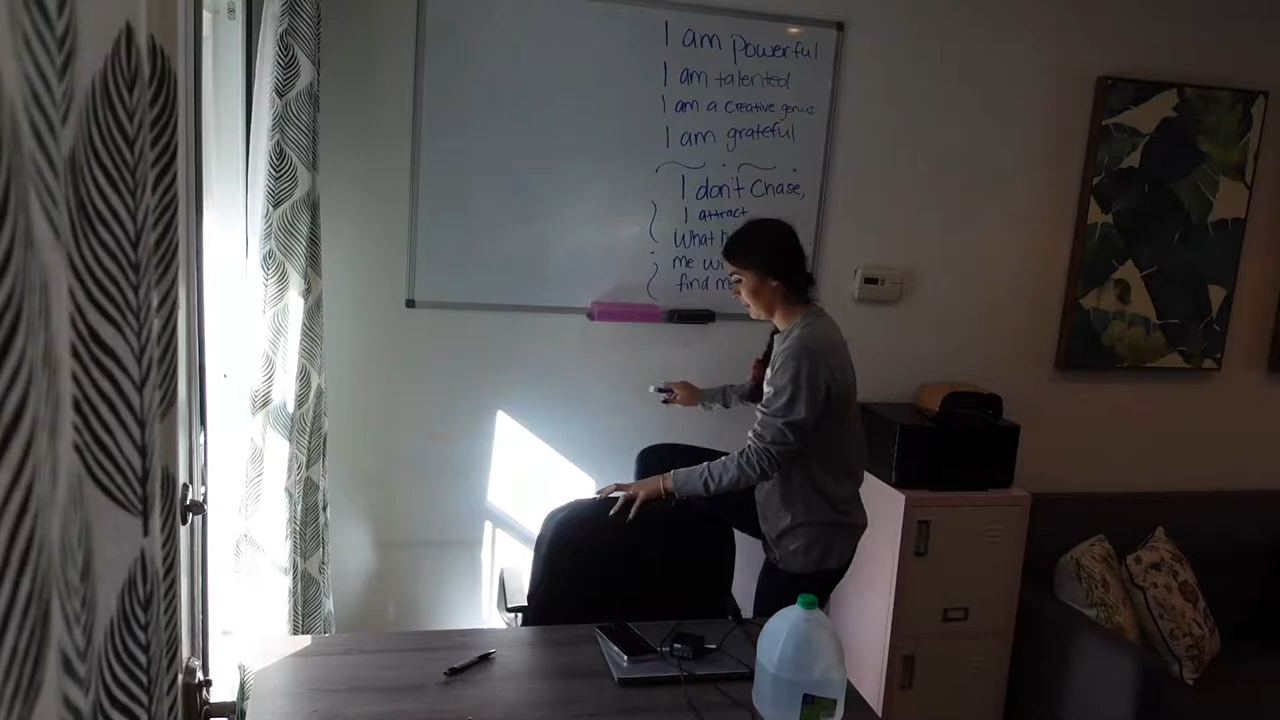 I am powerful
I am talented
I am a creative genius
I am grateful
I don't Chase,
I attract
What
me
find